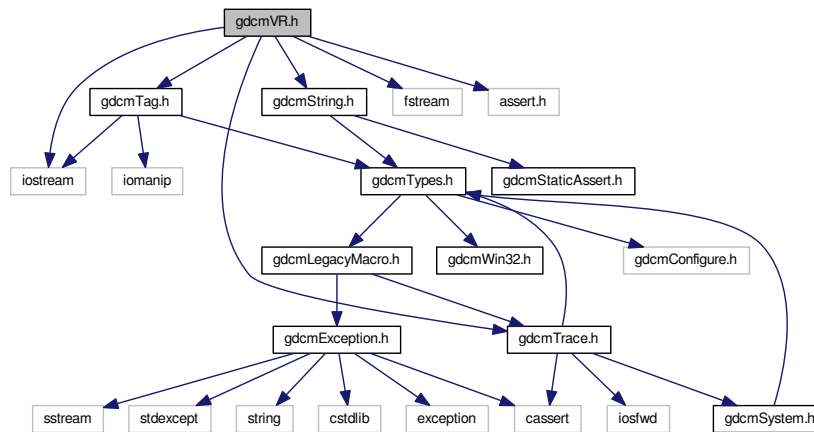 gdcmVR.h
gdcmTag.h
gdcmString.h
fstream
assert.h
iostream
iomanip
gdcmTypes.h
gdcmStaticAssert.h
gdcmLegacyMacro.h
gdcmWin32.h
gdcmConfigure.h
gdcmException.h
gdcmTrace.h
sstream
stdexcept
string
cstdlib
exception
cassert
iosfwd
gdcmSystem.h